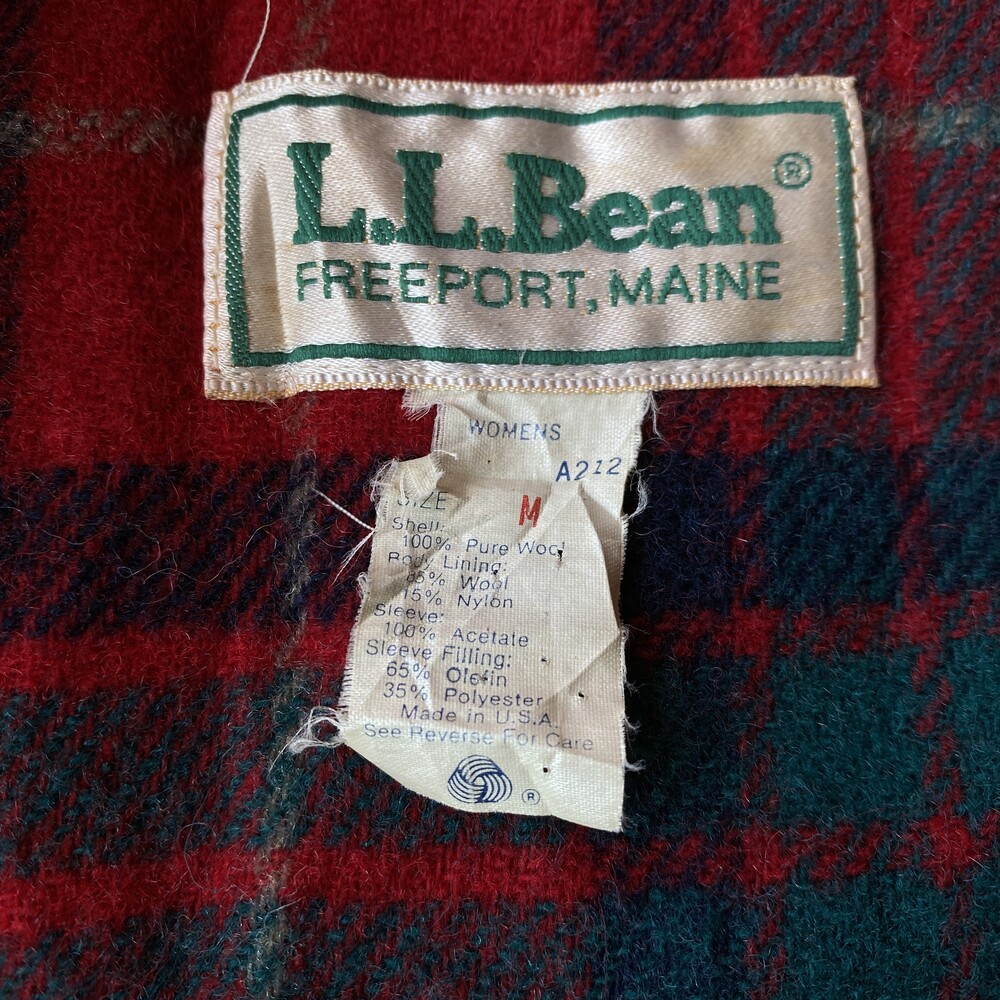 L.L.Bean®
FREEPORT, MAINE
WOMENS
A212
SIZE M
Shell:
100% Pure Wool
Body Lining:
85% Wool
15% Nylon
Sleeve:
100% Acetate
Sleeve Filling:
65% Olefin
35% Polyester
Made in U.S.A.
See Reverse For Care
®